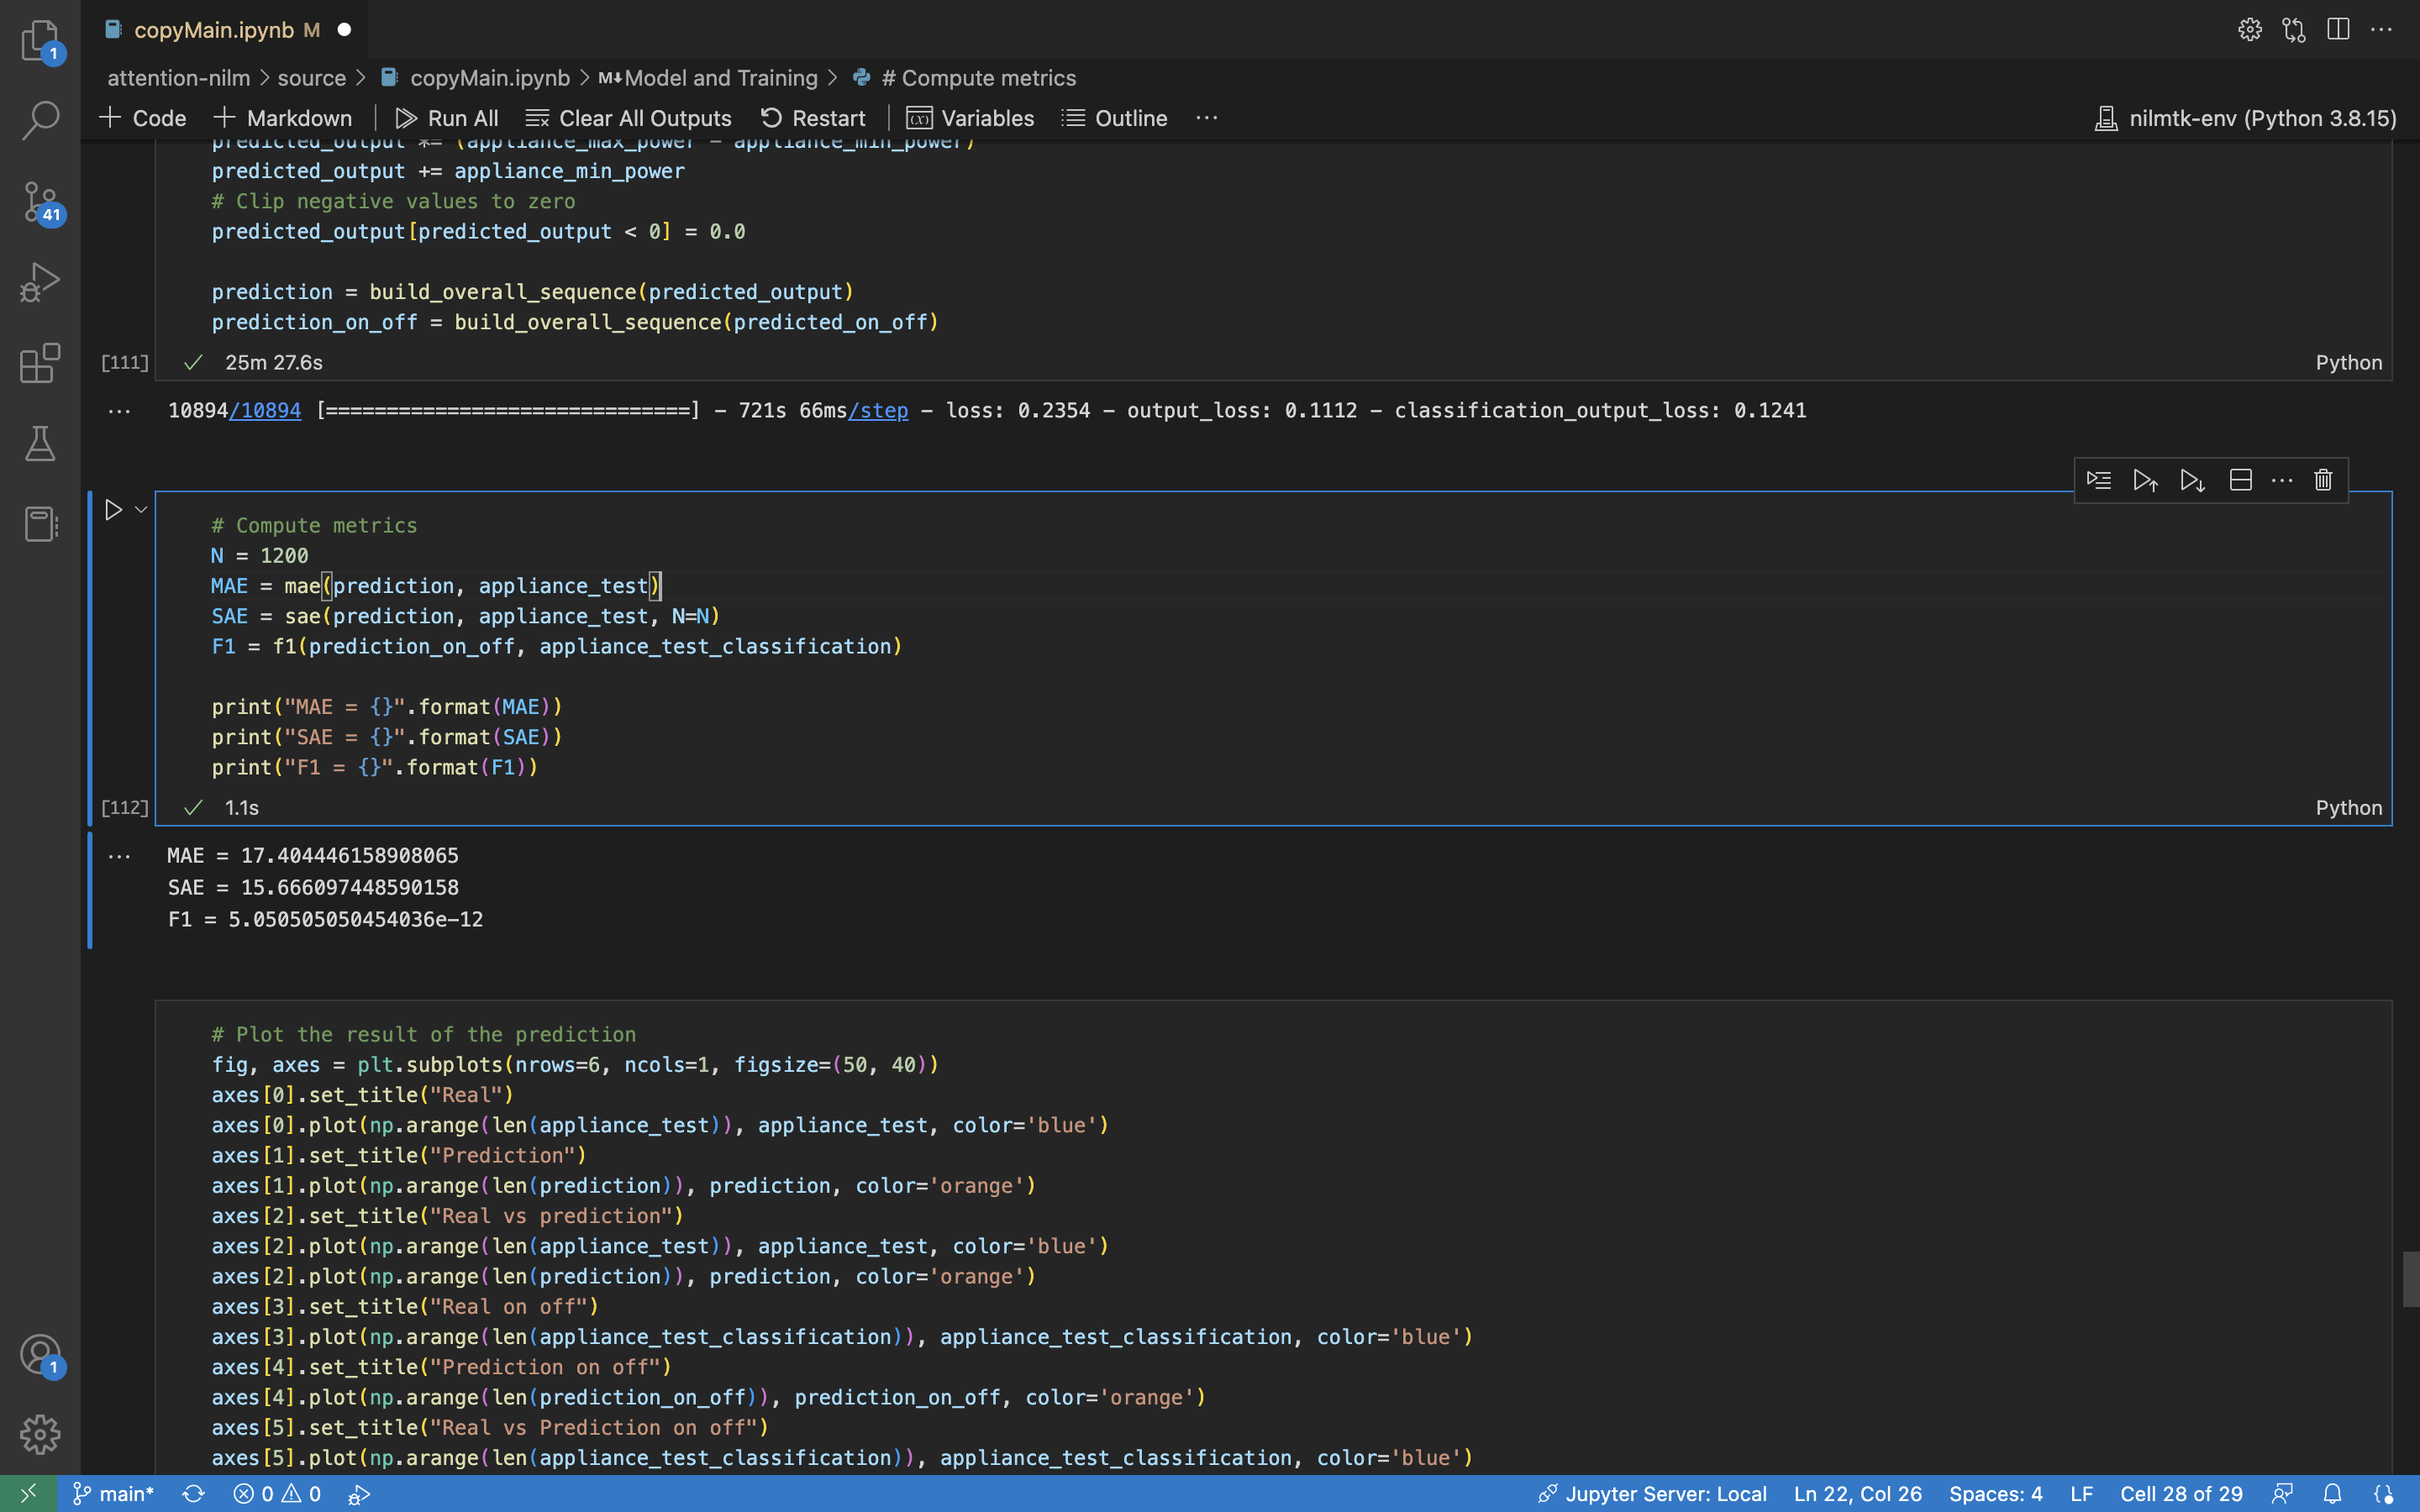 copyMain.ipynb M
1
attention-nilm > source > copyMain.ipynb > M↓Model and Training > # Compute metrics
+ Code + Markdown Run All Clear All Outputs Restart Variables Outline ··· nilmtk-env (Python 3.8.15)
predicted_output *= (appliance_max_power - appliance_min_power)
predicted_output += appliance_min_power
# Clip negative values to zero
41
predicted_output[predicted_output < 0] = 0.0
prediction = build_overall_sequence(predicted_output)
prediction_on_off = build_overall_sequence(predicted_on_off)
[111] 25m 27.6s Python
10894/10894 [==============================] - 721s 66ms/step - loss: 0.2354 - output_loss: 0.1112 - classification_output_loss: 0.1241
# Compute metrics
N = 1200
MAE = mae(prediction, appliance_test)
SAE = sae(prediction, appliance_test, N=N)
F1 = f1(prediction_on_off, appliance_test_classification)
print("MAE = {}".format(MAE))
print("SAE = {}".format(SAE))
print("F1 = {}".format(F1))
[112] 1.1s Python
MAE = 17.404446158908065
SAE = 15.666097448590158
F1 = 5.050505050454036e-12
# Plot the result of the prediction
fig, axes = plt.subplots(nrows=6, ncols=1, figsize=(50, 40))
axes[0].set_title("Real")
axes[0].plot(np.arange(len(appliance_test)), appliance_test, color='blue')
axes[1].set_title("Prediction")
axes[1].plot(np.arange(len(prediction)), prediction, color='orange')
axes[2].set_title("Real vs prediction")
axes[2].plot(np.arange(len(appliance_test)), appliance_test, color='blue')
axes[2].plot(np.arange(len(prediction)), prediction, color='orange')
axes[3].set_title("Real on off")
axes[3].plot(np.arange(len(appliance_test_classification)), appliance_test_classification, color='blue')
axes[4].set_title("Prediction on off")
1
axes[4].plot(np.arange(len(prediction_on_off)), prediction_on_off, color='orange')
axes[5].set_title("Real vs Prediction on off")
axes[5].plot(np.arange(len(appliance_test_classification)), appliance_test_classification, color='blue')
main* 0 0 Jupyter Server: Local Ln 22, Col 26 Spaces: 4 LF Cell 28 of 29